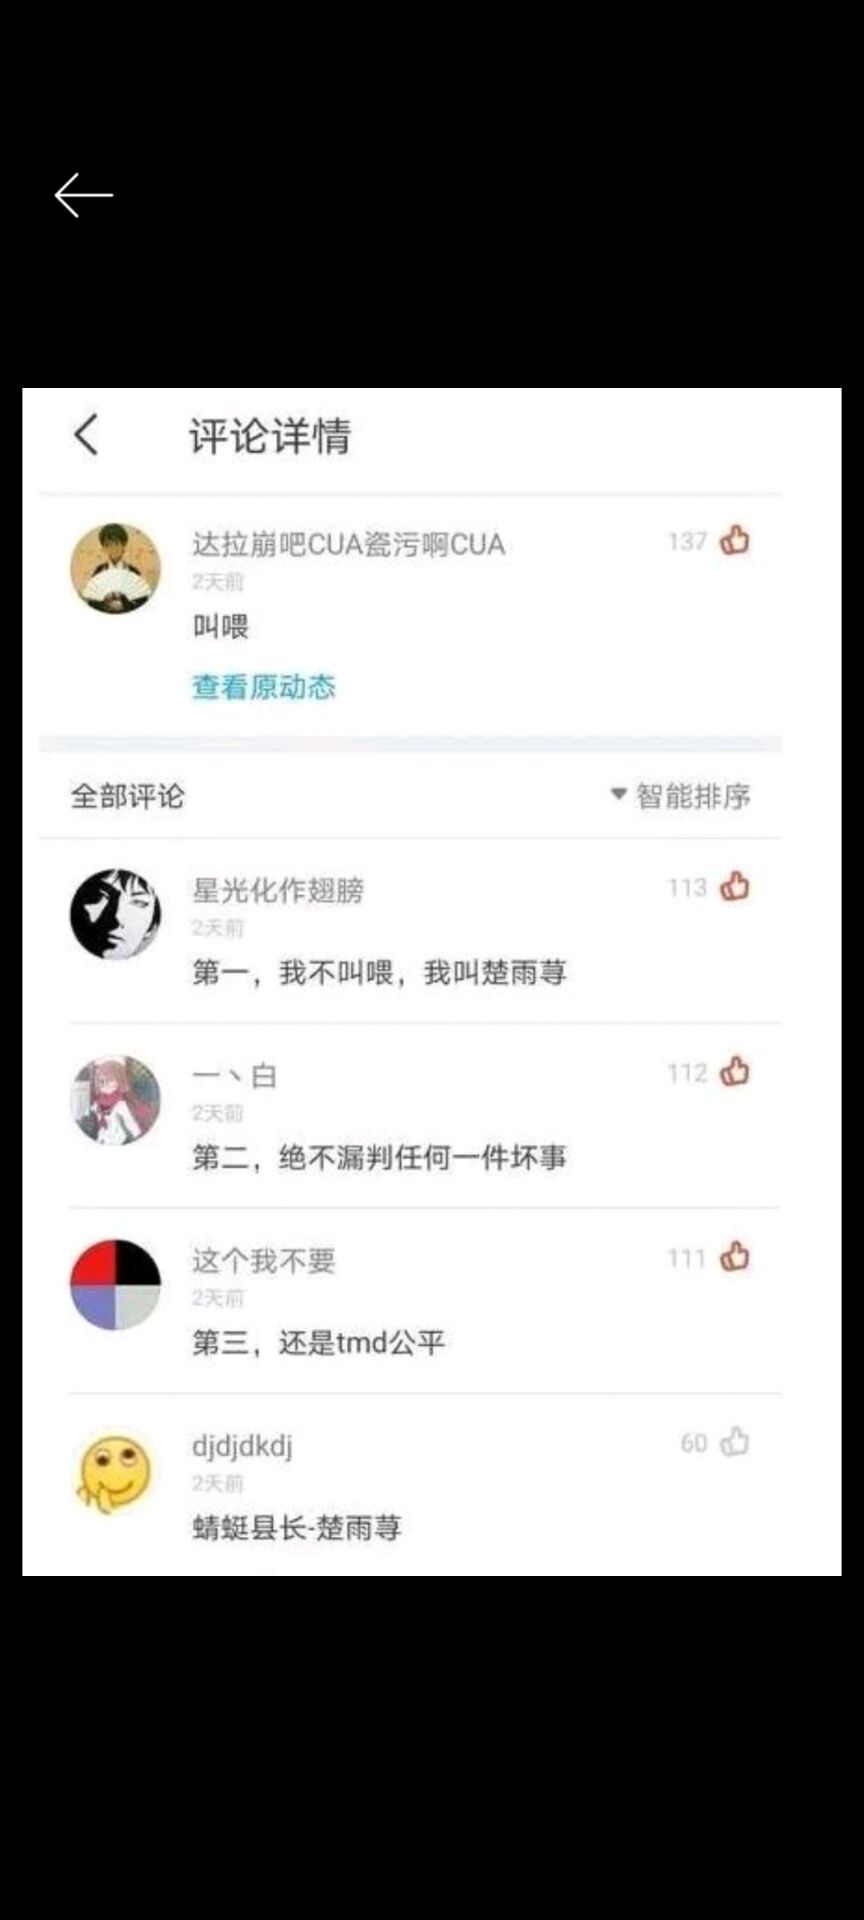 评论详情
达拉崩吧CUA瓷污啊CUA
137
2天前
叫喂
查看原动态
全部评论
智能排序
星光化作翅膀
113
2天前
第一，我不叫喂，我叫楚雨荨
一丶白
112
2天前
第二，绝不漏判任何一件坏事
这个我不要
111
2天前
第三，还是tmd公平
djdjdkdj
60
2天前
蜻蜓县长-楚雨荨